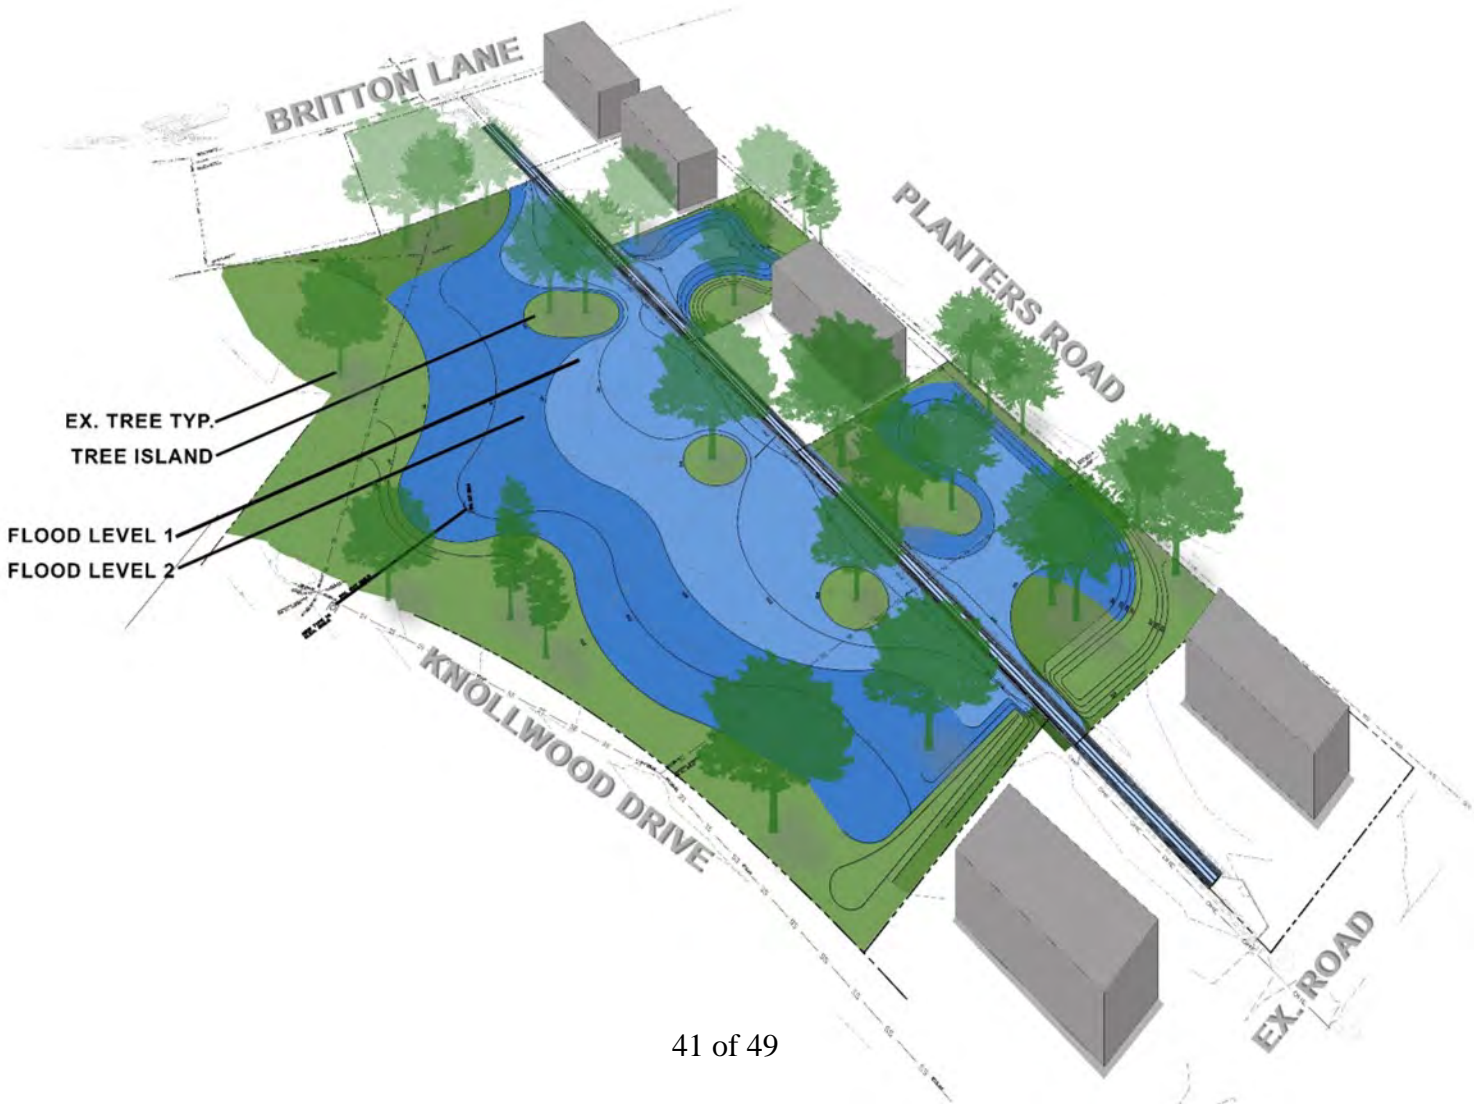 BRITTON LANE
PLANTERS ROAD
EX. TREE TYP.
TREE ISLAND
FLOOD LEVEL 1
FLOOD LEVEL 2
KNOLLWOOD DRIVE
EX. ROAD
41 of 49